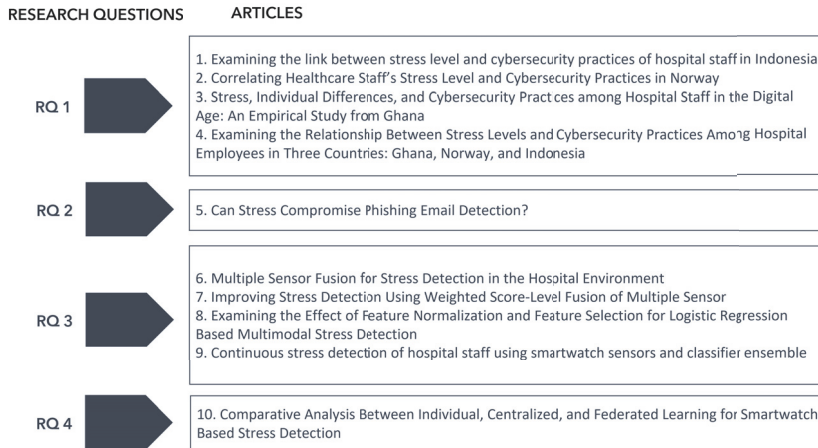 RESEARCH QUESTIONS ARTICLES
RQ 1
1. Examining the link between stress level and cybersecurity practices of hospital staff in Indonesia
2. Correlating Healthcare Staff's Stress Level and Cybersecurity Practices in Norway
3. Stress, Individual Differences, and Cybersecurity Practices among Hospital Staff in the Digital
Age: An Empirical Study from Ghana
4. Examining the Relationship Between Stress Levels and Cybersecurity Practices Among Hospital
Employees in Three Countries: Ghana, Norway, and Indonesia
RQ 2
5. Can Stress Compromise Phishing Email Detection?
RQ 3
6. Multiple Sensor Fusion for Stress Detection in the Hospital Environment
7. Improving Stress Detection Using Weighted Score-Level Fusion of Multiple Sensor
8. Examining the Effect of Feature Normalization and Feature Selection for Logistic Regression
Based Multimodal Stress Detection
9. Continuous stress detection of hospital staff using smartwatch sensors and classifier ensemble
RQ 4
10. Comparative Analysis Between Individual, Centralized, and Federated Learning for Smartwatch
Based Stress Detection